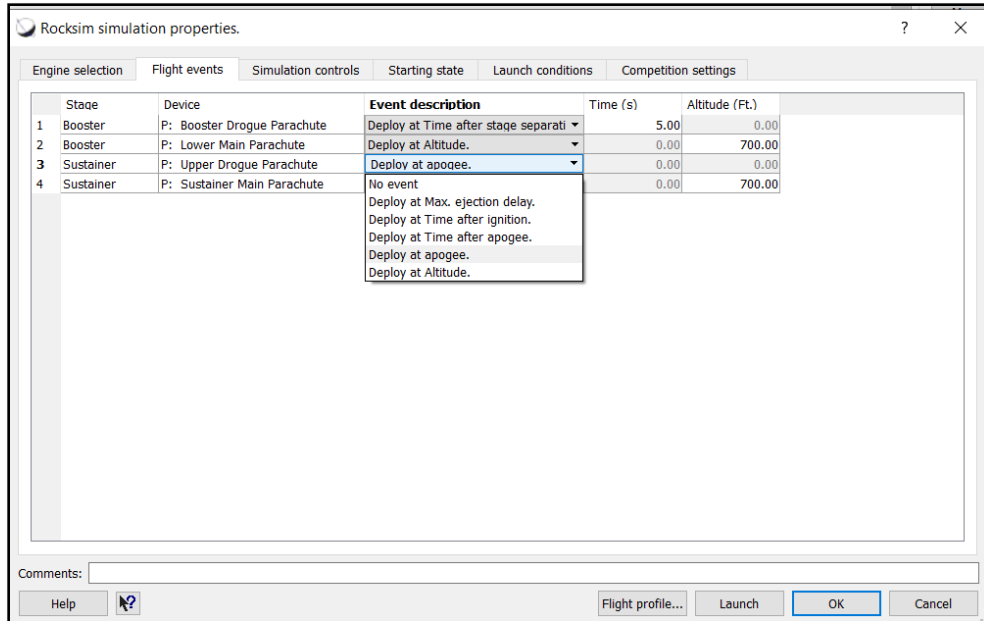 Rocksim simulation properties. ? ×
Engine selection Flight events Simulation controls Starting state Launch conditions Competition settings
Stage Device Event description Time (s) Altitude (Ft.)
1 Booster P: Booster Drogue Parachute Deploy at Time after stage separati 5.00 0.00
2 Booster P: Lower Main Parachute Deploy at Altitude. 0.00 700.00
3 Sustainer P: Upper Drogue Parachute Deploy at apogee. 0.00 0.00
4 Sustainer P: Sustainer Main Parachute 0.00 700.00
No event
Deploy at Max. ejection delay.
Deploy at Time after ignition.
Deploy at Time after apogee.
Deploy at apogee.
Deploy at Altitude.
Comments:
Help ? Flight profile... Launch OK Cancel